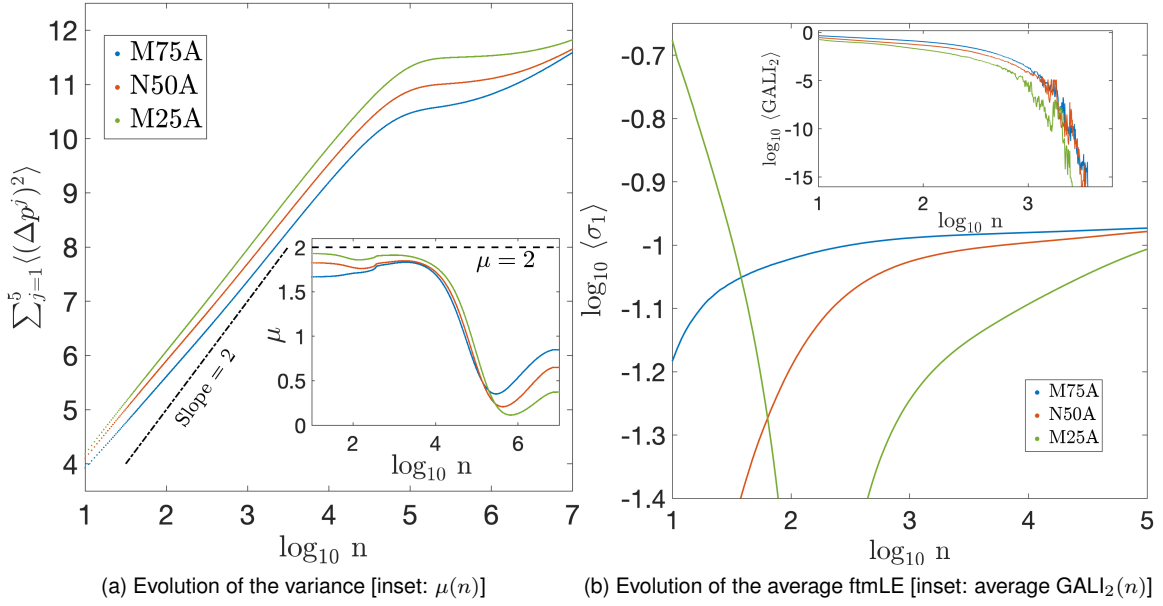 12
11
10
9
8
7
6
5
4
1
2
3
4
5
6
7
∑⁵ⱼ₌₁⟨(Δpʲ)²⟩
log₁₀ n
M75A
N50A
M25A
Slope = 2
2
1.5
1
0.5
0
2
4
6
μ
log₁₀ n
μ = 2
(a) Evolution of the variance [inset: μ(n)]
-0.7
-0.8
-0.9
-1
-1.1
-1.2
-1.3
-1.4
1
2
3
4
5
log₁₀ ⟨σ₁⟩
log₁₀ n
0
-5
-10
-15
1
2
3
log₁₀ ⟨GALI₂⟩
log₁₀ n
M75A
N50A
M25A
(b) Evolution of the average ftmLE [inset: average GALI₂(n)]